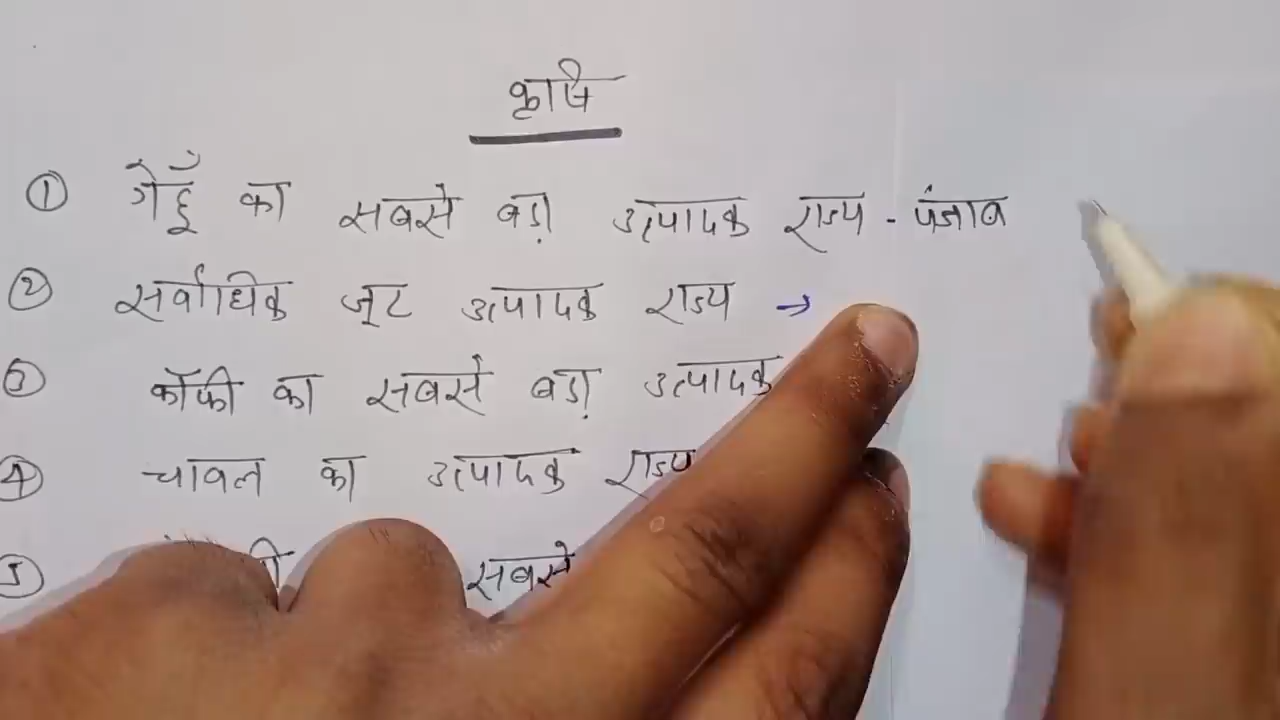 कृषि
① गेहूँ का सबसे बड़ा उत्पादक राज्य - पंजाब
② सर्वाधिक जूट उत्पादक राज्य →
③ कॉफी का सबसे बड़ा उत्पादक
④ चावल का उत्पादक राज्य
⑤ सबसे